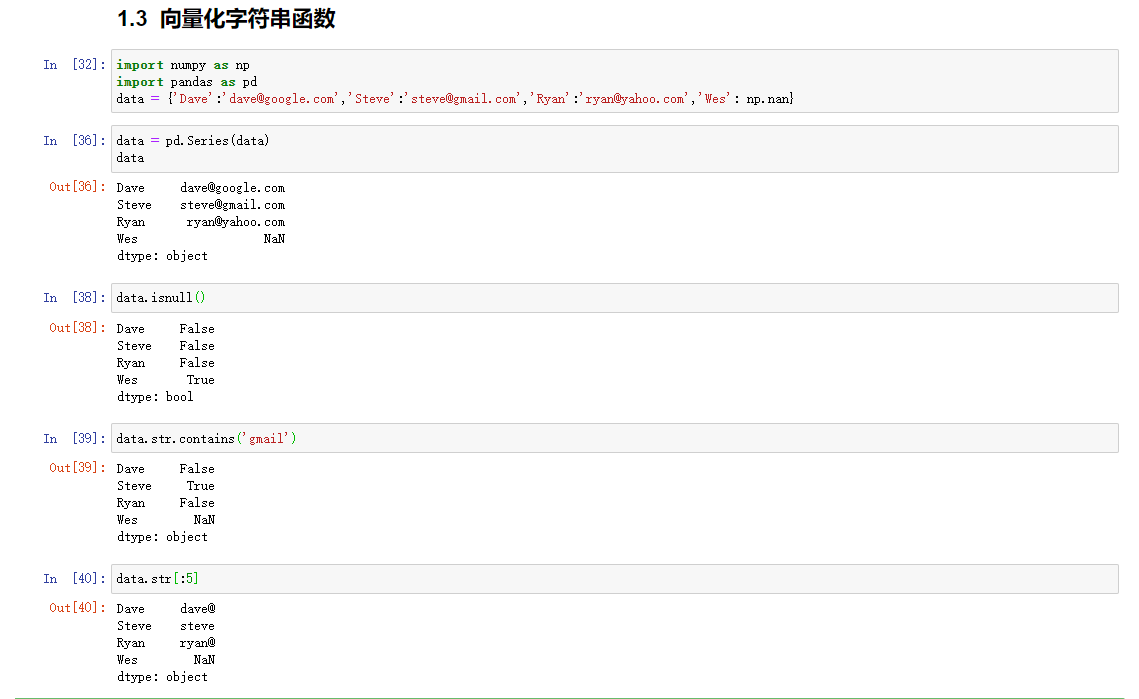 1.3 向量化字符串函数
In [32]: import numpy as np
import pandas as pd
data = {'Dave':'dave@google.com','Steve':'steve@gmail.com','Ryan':'ryan@yahoo.com','Wes': np.nan}
In [36]: data = pd.Series(data)
data
Out[36]: Dave     dave@google.com
Steve    steve@gmail.com
Ryan      ryan@yahoo.com
Wes                  NaN
dtype: object
In [38]: data.isnull()
Out[38]: Dave     False
Steve    False
Ryan     False
Wes       True
dtype: bool
In [39]: data.str.contains('gmail')
Out[39]: Dave     False
Steve     True
Ryan     False
Wes        NaN
dtype: object
In [40]: data.str[:5]
Out[40]: Dave     dave@
Steve    steve
Ryan     ryan@
Wes        NaN
dtype: object